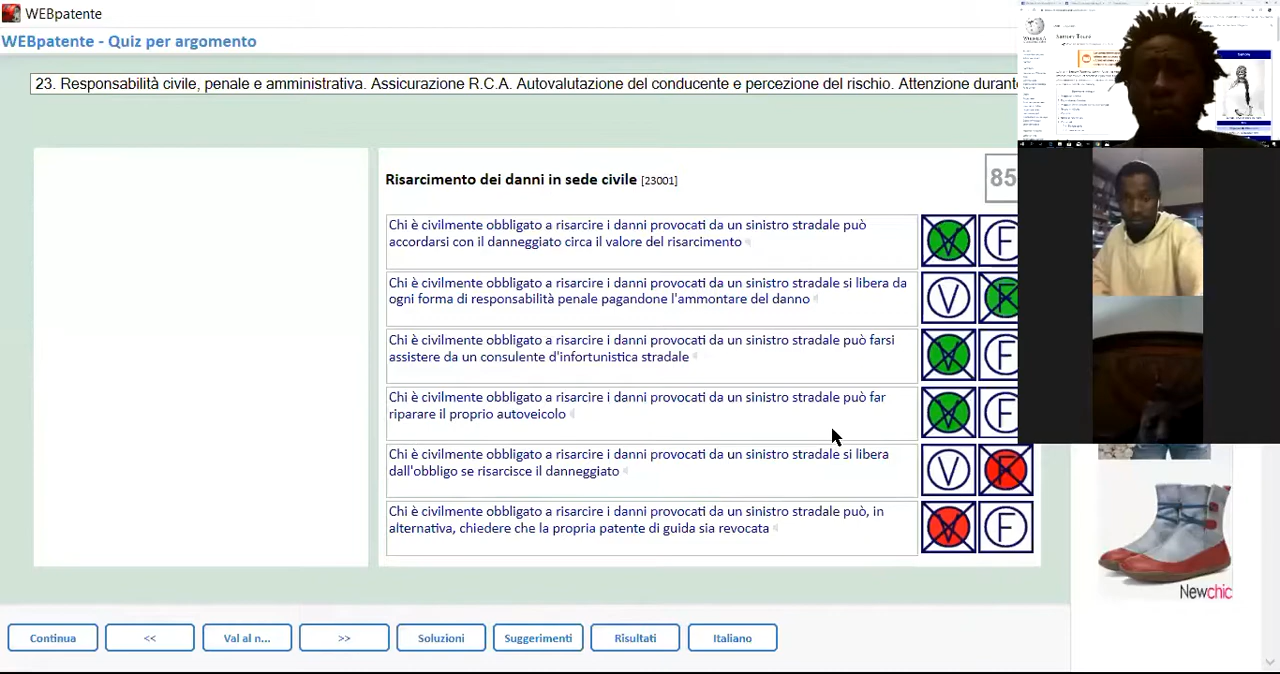 WEBpatente
WEBpatente - Quiz per argomento
23. Responsabilità civile, penale e amministrativa. Assicurazione r.c.a. Autocontrollo del conducente e percezione del rischio. Attenzione durante
Risarcimento dei danni in sede civile [23001]
85
Chi è civilmente obbligato a risarcire i danni provocati da un sinistro stradale può
accordarsi con il danneggiato circa il valore del risarcimento
V F
Chi è civilmente obbligato a risarcire i danni provocati da un sinistro stradale si libera da
ogni forma di responsabilità penale pagandone l'ammontare del danno
V F
Chi è civilmente obbligato a risarcire i danni provocati da un sinistro stradale può farsi
assistere da un consulente d'infortunistica stradale
V F
Chi è civilmente obbligato a risarcire i danni provocati da un sinistro stradale può far
riparare il proprio autoveicolo
V F
Chi è civilmente obbligato a risarcire i danni provocati da un sinistro stradale si libera
dall'obbligo se risarcisce il danneggiato
V F
Chi è civilmente obbligato a risarcire i danni provocati da un sinistro stradale può, in
alternativa, chiedere che la propria patente di guida sia revocata
V F
Newchic
Continua
<<
Vai al n...
>>
Soluzioni
Suggerimenti
Risultati
Italiano